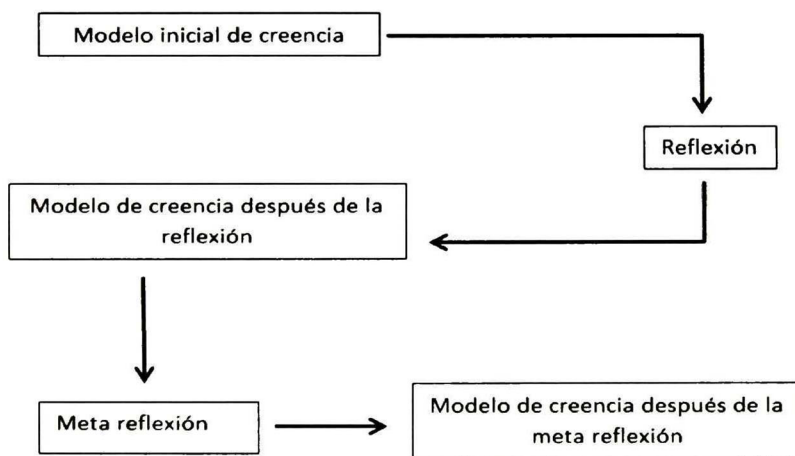 Modelo inicial de creencia
Reflexión
Modelo de creencia después de la
reflexión
Meta reflexión
Modelo de creencia después de la
meta reflexión